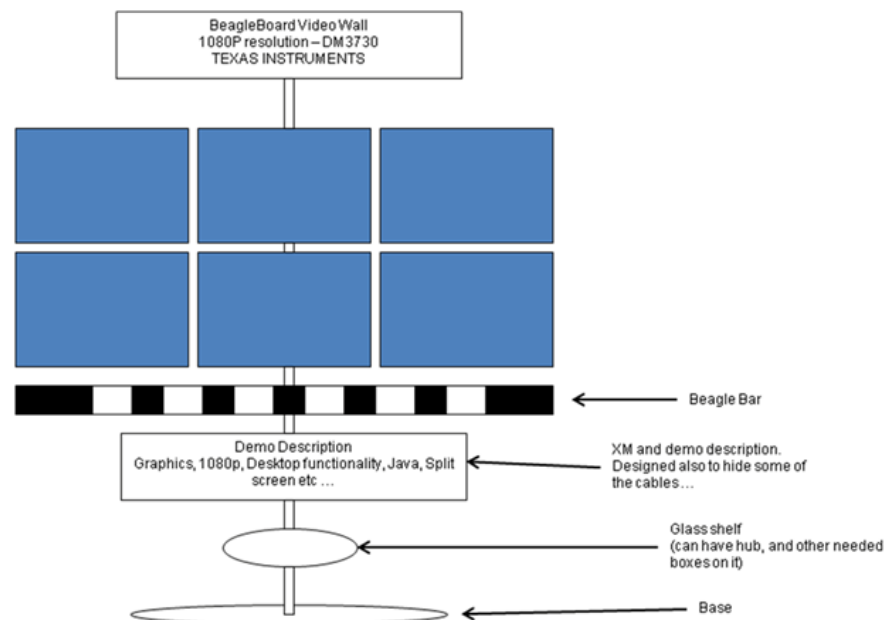 BeagleBoard Video Wall
1080P resolution – DM3730
TEXAS INSTRUMENTS
Beagle Bar
Demo Description
Graphics, 1080p, Desktop functionality, Java, Split
screen etc ...
XM and demo description.
Designed also to hide some of
the cables...
Glass shelf
(can have hub, and other needed
boxes on it)
Base